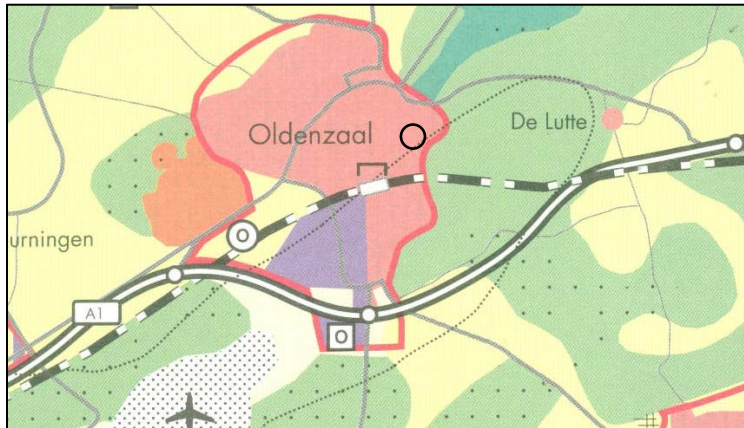 Oldenzaal
De Lutte
urningen
O
A1
O